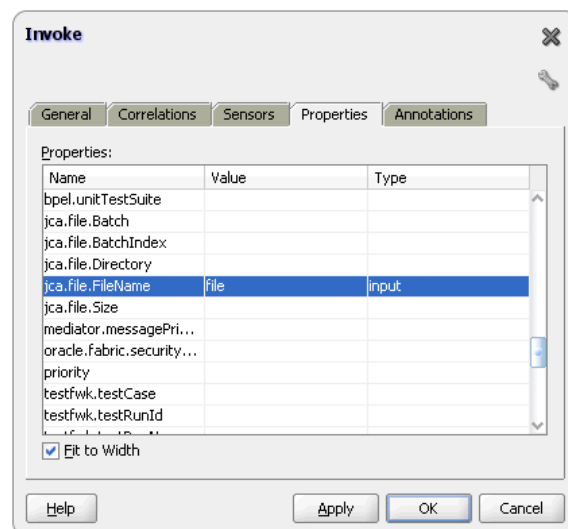 Invoke
General Correlations Sensors Properties Annotations
Properties:
Name Value Type
bpel.unitTestSuite
jca.file.Batch
jca.file.BatchIndex
jca.file.Directory
jca.file.FileName file input
jca.file.Size
mediator.messagePri...
oracle.fabric.security...
priority
testfwk.testCase
testfwk.testRunId
Fit to Width
Help Apply OK Cancel